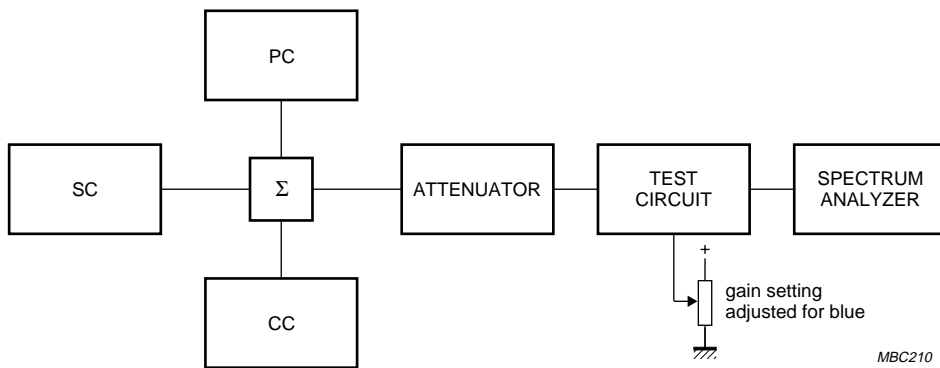 PC
SC
Σ
ATTENUATOR
TEST
CIRCUIT
SPECTRUM
ANALYZER
CC
+
gain setting
adjusted for blue
MBC210